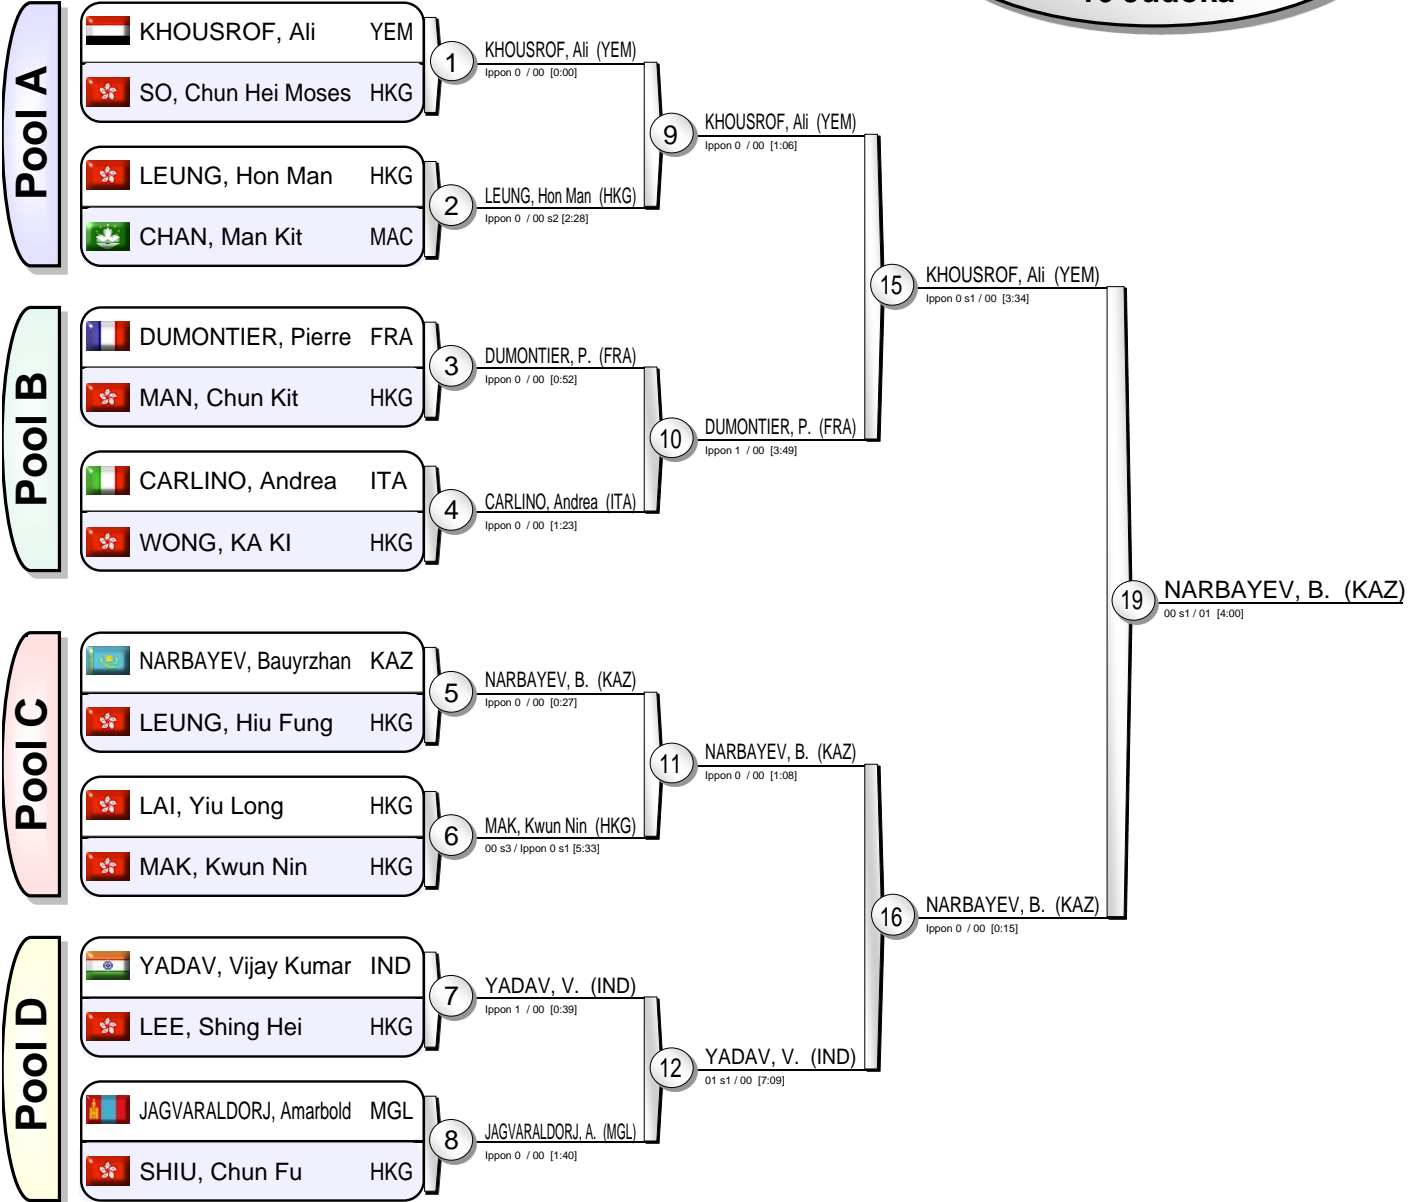 Pool A
KHOUSROF, Ali YEM
SO, Chun Hei Moses HKG
1
KHOUSROF, Ali (YEM)
Ippon 0 / 00 [0:00]
LEUNG, Hon Man HKG
CHAN, Man Kit MAC
2
LEUNG, Hon Man (HKG)
Ippon 0 / 00 s2 [2:28]
9
KHOUSROF, Ali (YEM)
Ippon 0 / 00 [1:06]
Pool B
DUMONTIER, Pierre FRA
MAN, Chun Kit HKG
3
DUMONTIER, P. (FRA)
Ippon 0 / 00 [0:52]
CARLINO, Andrea ITA
WONG, KA KI HKG
4
CARLINO, Andrea (ITA)
Ippon 0 / 00 [1:23]
10
DUMONTIER, P. (FRA)
Ippon 1 / 00 [3:49]
15
KHOUSROF, Ali (YEM)
Ippon 0 s1 / 00 [3:34]
Pool C
NARBAYEV, Bauyrzhan KAZ
LEUNG, Hiu Fung HKG
5
NARBAYEV, B. (KAZ)
Ippon 0 / 00 [0:27]
LAI, Yiu Long HKG
MAK, Kwun Nin HKG
6
MAK, Kwun Nin (HKG)
00 s3 / Ippon 0 s1 [5:33]
11
NARBAYEV, B. (KAZ)
Ippon 0 / 00 [1:08]
Pool D
YADAV, Vijay Kumar IND
LEE, Shing Hei HKG
7
YADAV, V. (IND)
Ippon 1 / 00 [0:39]
JAGVARALDORJ, Amarbold MGL
SHIU, Chun Fu HKG
8
JAGVARALDORJ, A. (MGL)
Ippon 0 / 00 [1:40]
12
YADAV, V. (IND)
01 s1 / 00 [7:09]
16
NARBAYEV, B. (KAZ)
Ippon 0 / 00 [0:15]
19
NARBAYEV, B. (KAZ)
00 s1 / 01 [4:00]